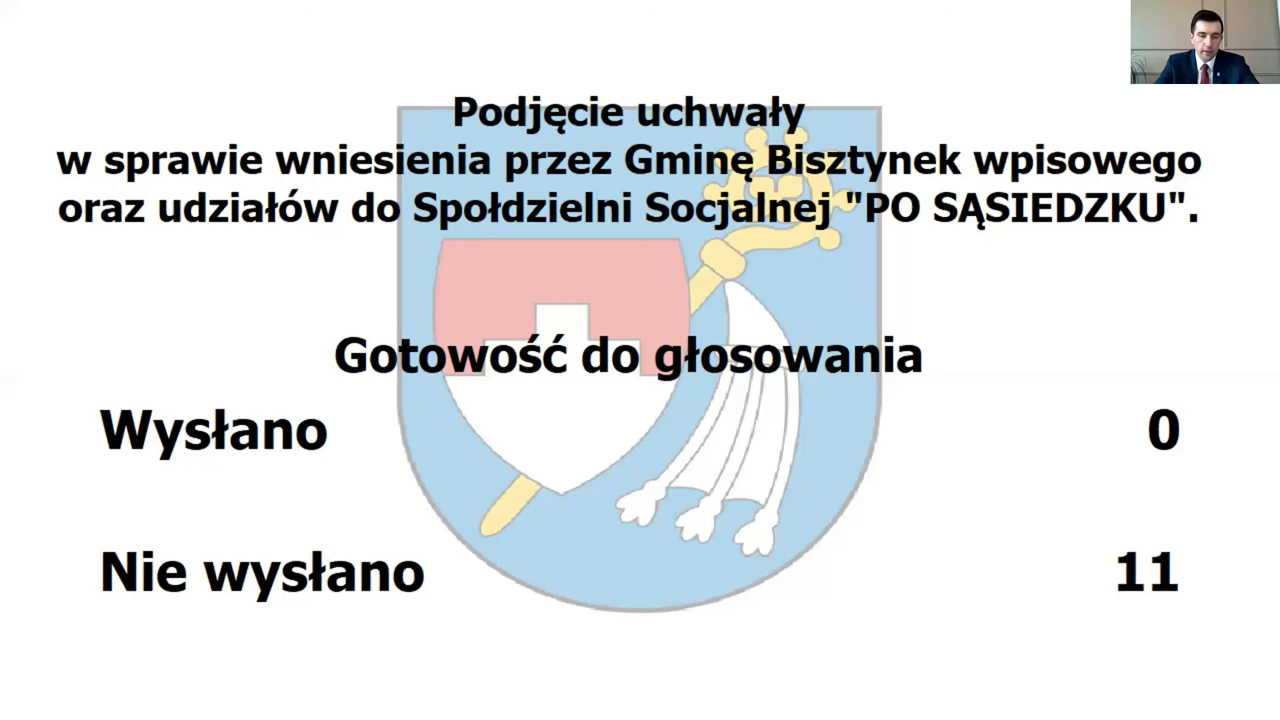 Podjęcie uchwały
w sprawie wniesienia przez Gminę Bisztynek wpisowego
oraz udziałów do Społdzielni Socjalnej "PO SĄSIEDZKU".
Gotowość do głosowania
Wysłano 0
Nie wysłano 11